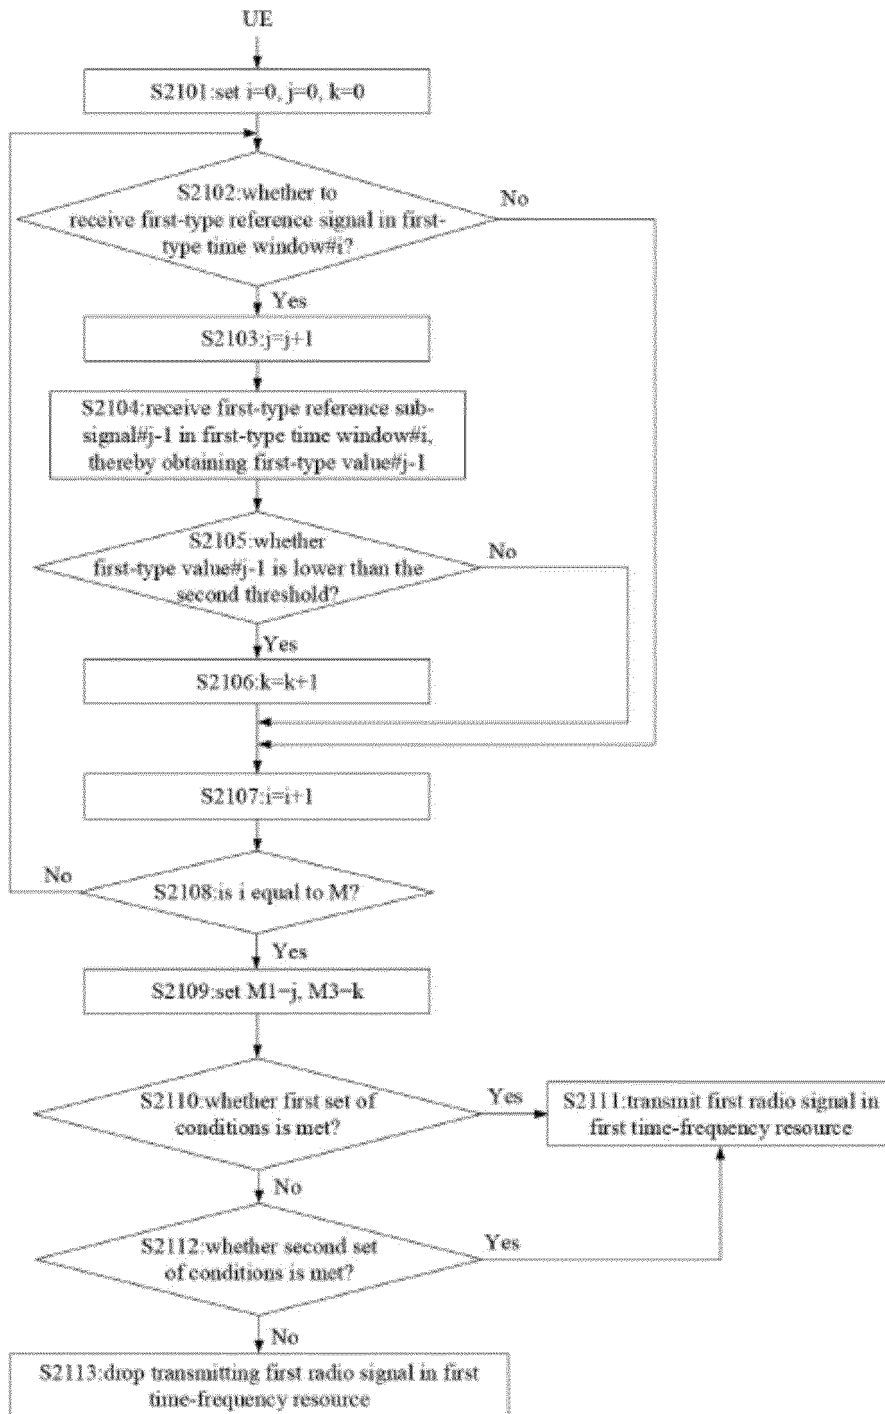 UE
S2101:set i=0, j=0, k=0
S2102:whether to
receive first-type reference signal in first-
type time window#i?
No
Yes
S2103:j=j+1
S2104:receive first-type reference sub-
signal#j-1 in first-type time window#i,
thereby obtaining first-type value#j-1
S2105:whether
first-type value#j-1 is lower than the
second threshold?
No
Yes
S2106:k=k+1
S2107:i=i+1
No
S2108:is i equal to M?
Yes
S2109:set M1=j, M3=k
S2110:whether first set of
conditions is met?
Yes
S2111:transmit first radio signal in
first time-frequency resource
No
S2112:whether second set
of conditions is met?
Yes
No
S2113:drop transmitting first radio signal in first
time-frequency resource